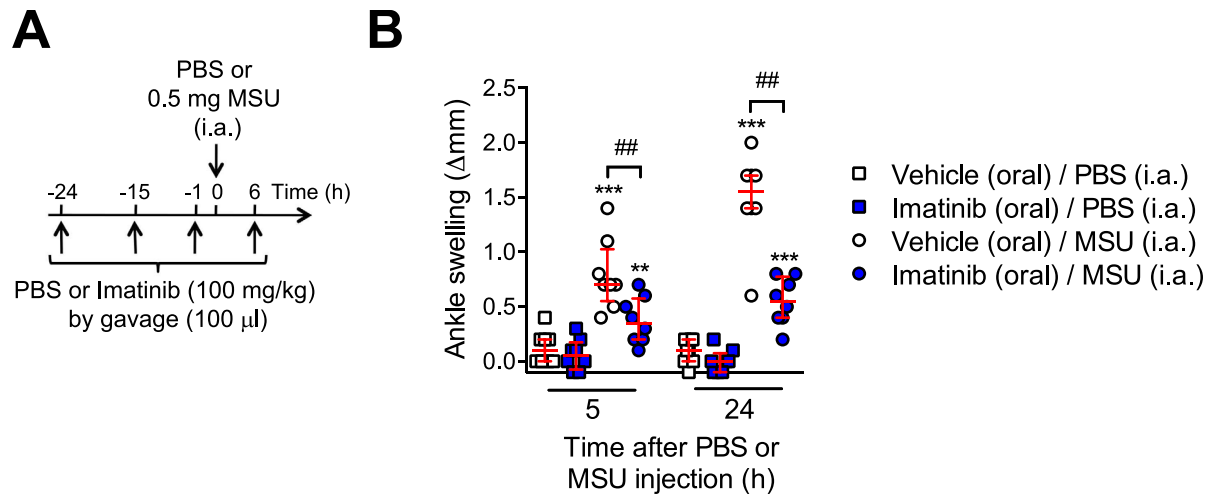 A
PBS or
0.5 mg MSU
(i.a.)
-24 -15 -1 0 6 Time (h)
PBS or Imatinib (100 mg/kg)
by gavage (100 μl)
B
Ankle swelling (Δmm)
2.5
2.0
1.5
1.0
0.5
0.0
##
***
**
##
***
***
5 24
Time after PBS or
MSU injection (h)
Vehicle (oral) / PBS (i.a.)
Imatinib (oral) / PBS (i.a.)
Vehicle (oral) / MSU (i.a.)
Imatinib (oral) / MSU (i.a.)